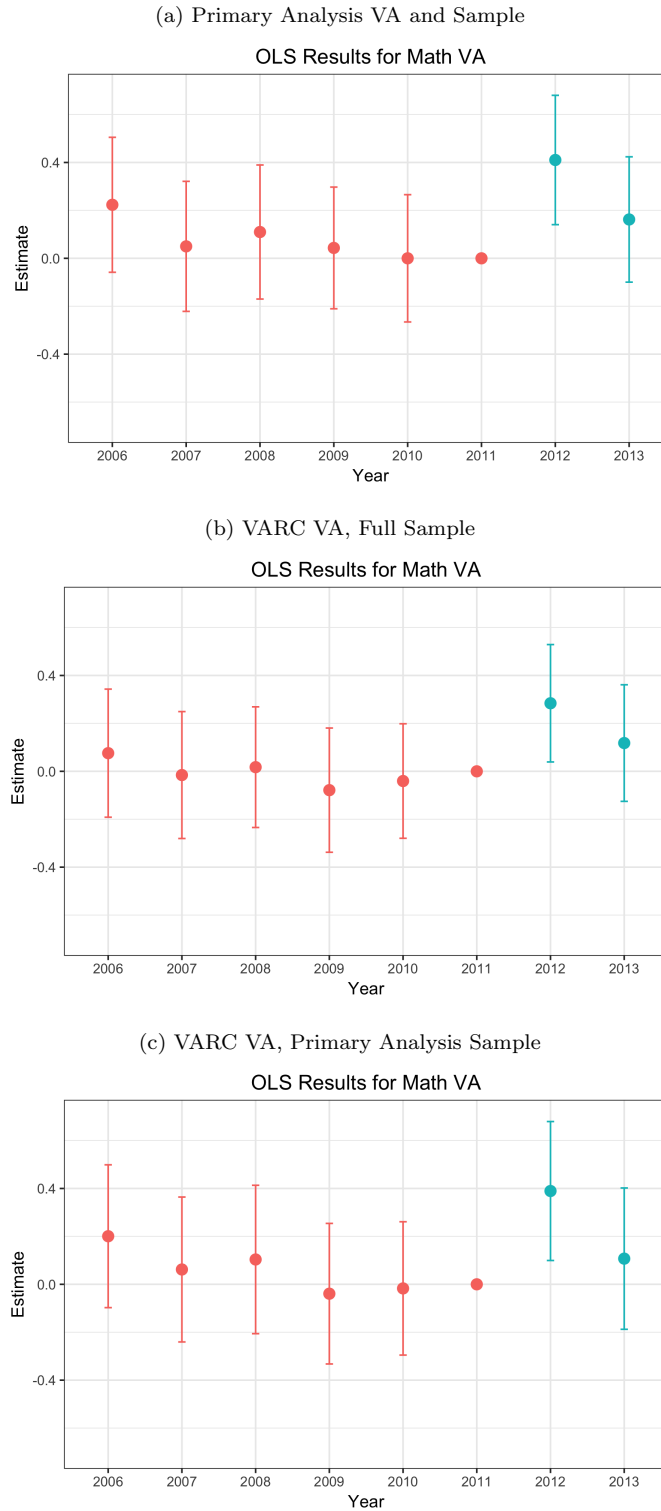 (a) Primary Analysis VA and Sample
OLS Results for Math VA
Estimate
0.4
0.0
-0.4
2006 2007 2008 2009 2010 2011 2012 2013
Year
(b) VARC VA, Full Sample
OLS Results for Math VA
Estimate
0.4
0.0
-0.4
2006 2007 2008 2009 2010 2011 2012 2013
Year
(c) VARC VA, Primary Analysis Sample
OLS Results for Math VA
Estimate
0.4
0.0
-0.4
2006 2007 2008 2009 2010 2011 2012 2013
Year